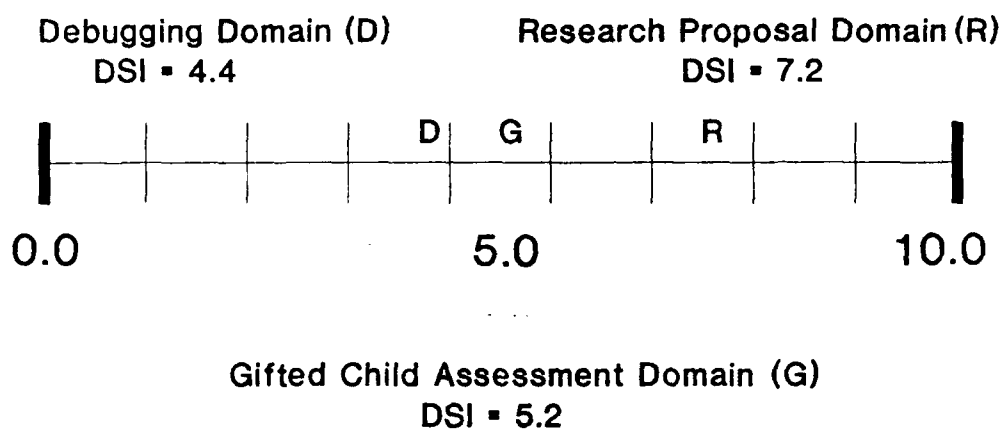 Debugging Domain (D)
DSI = 4.4
Research Proposal Domain (R)
DSI = 7.2
D G R
0.0 5.0 10.0
Gifted Child Assessment Domain (G)
DSI = 5.2